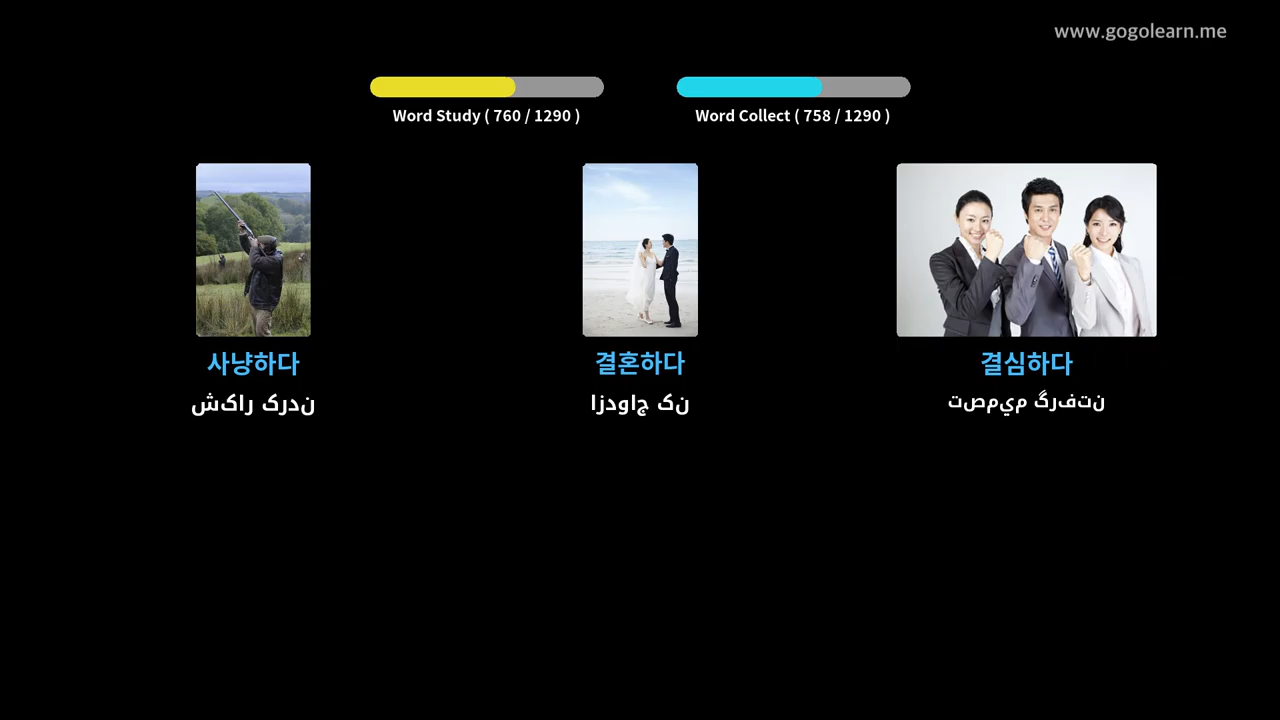 www.gogolearn.me
Word Study ( 760 / 1290 )
Word Collect ( 758 / 1290 )
사냥하다
شکار کردن
결혼하다
ازدواج کن
결심하다
تصميم گرفتن